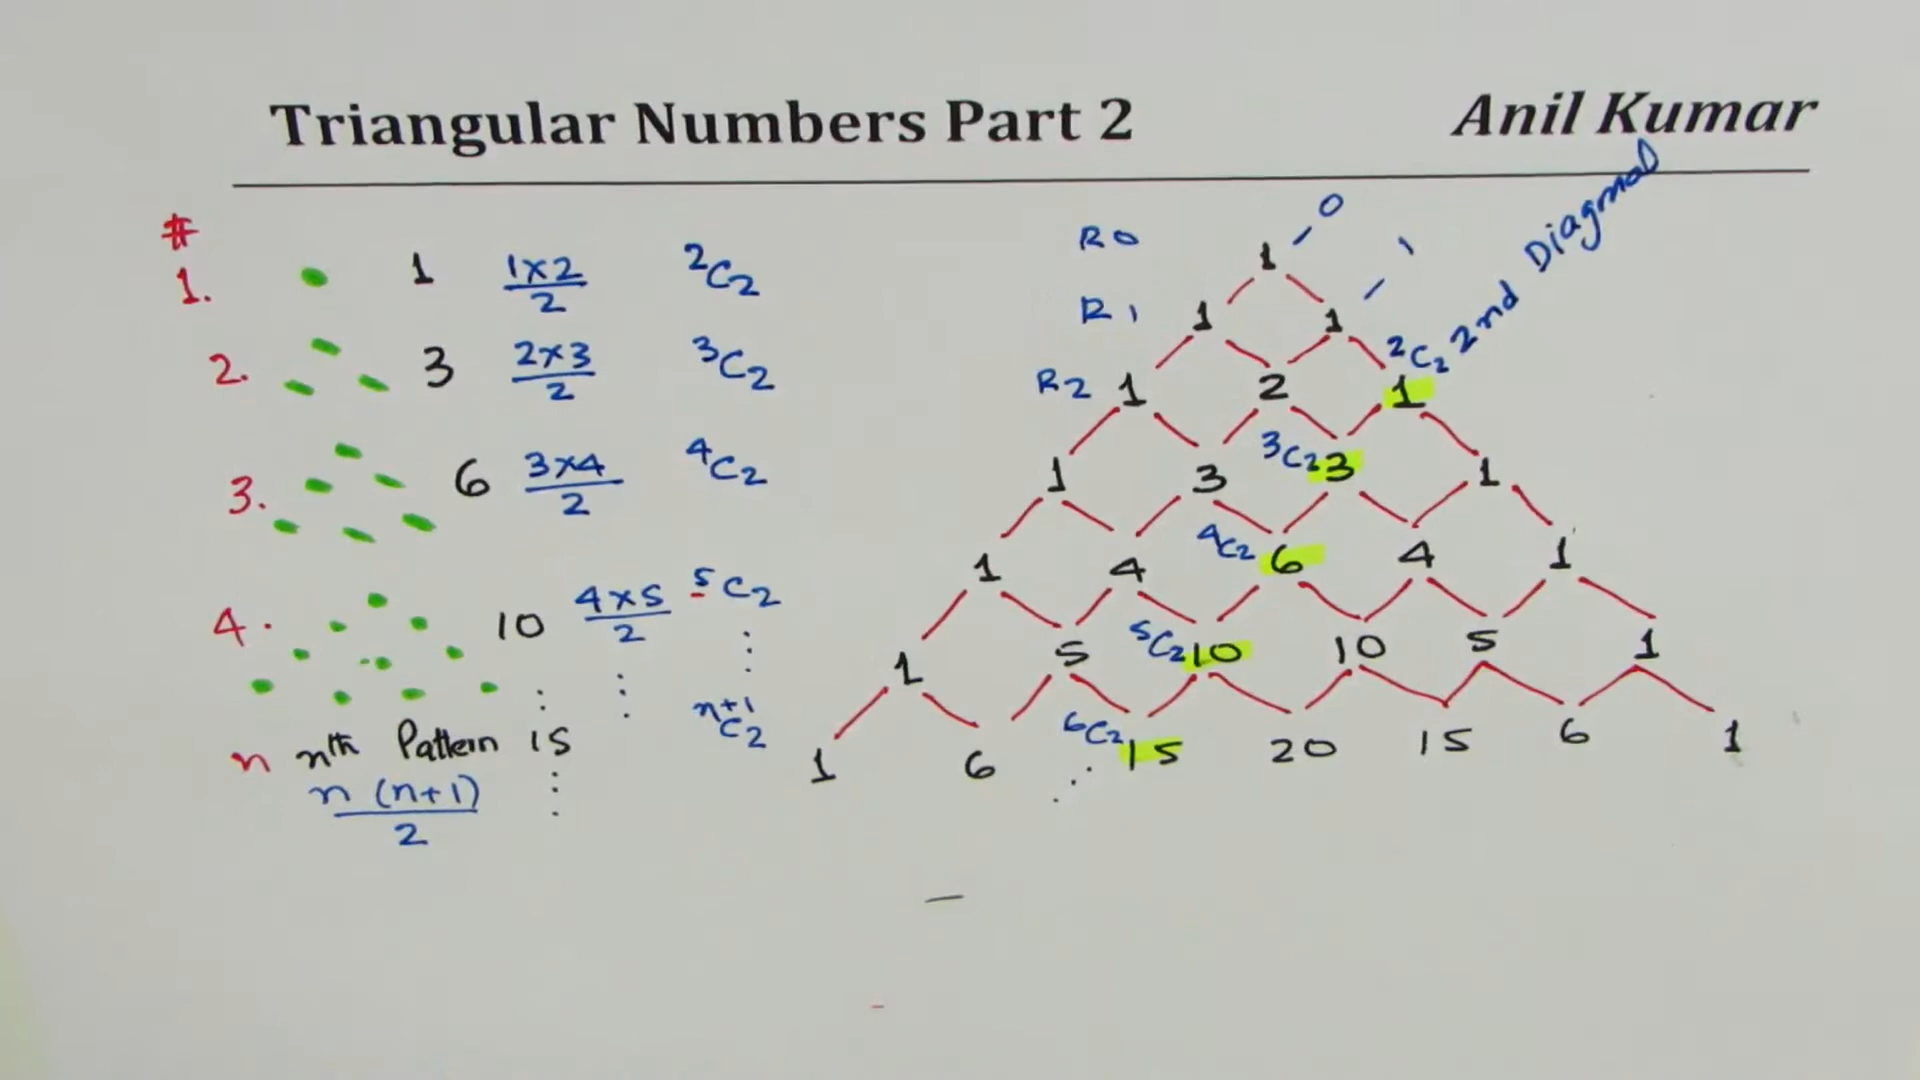 Triangular Numbers Part 2
Anil Kumar
#
1. 1 1×2/2 ²C₂
2. 3 2×3/2 ³C₂
3. 6 3×4/2 ⁴C₂
4. 10 4×5/2 ⁵C₂
n nth Pattern 15 ⁿ⁺¹C₂
n (n+1)/2
R0 1 0
R1 1 1 1
R2 1 2 1 ²C₂ 2nd Diagonal
1 3 ³C₂ 3 1
1 4 ⁴C₂ 6 4 1
1 5 ⁵C₂ 10 10 5 1
1 6 ⁶C₂ 15 20 15 6 1